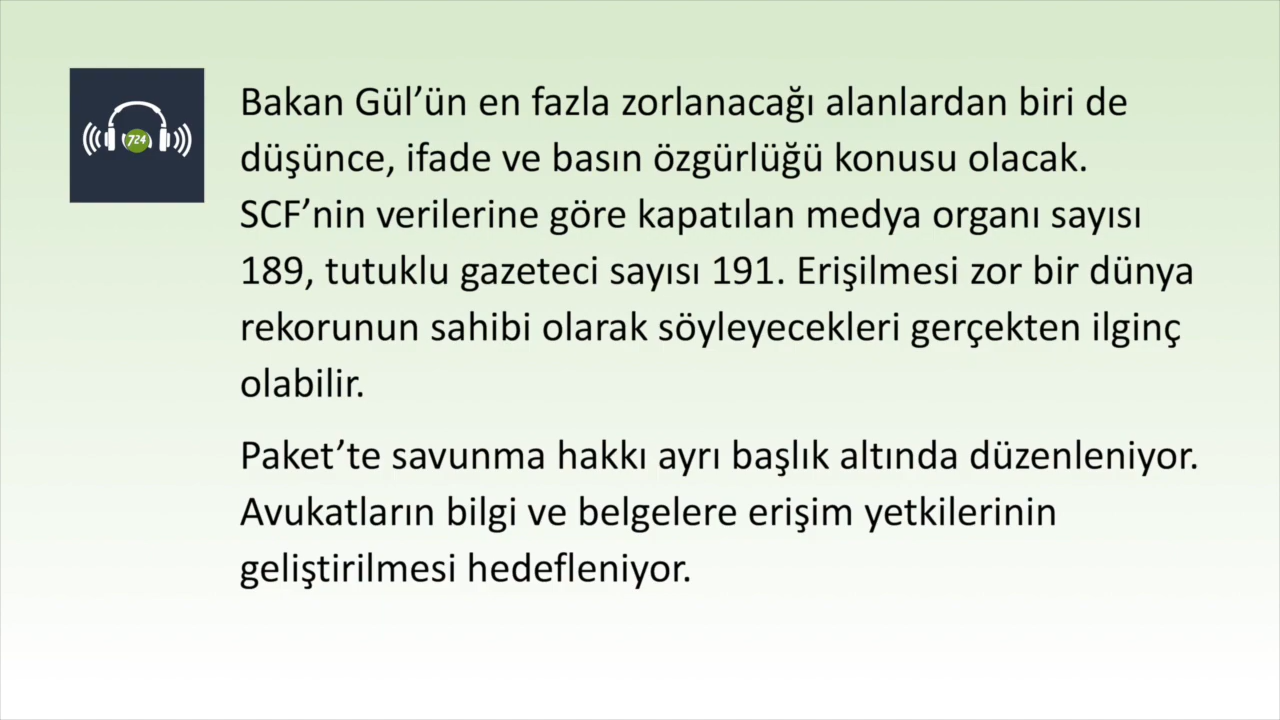 724
Bakan Gül’ün en fazla zorlanacağı alanlardan biri de
düşünce, ifade ve basın özgürlüğü konusu olacak.
SCF’nin verilerine göre kapatılan medya organı sayısı
189, tutuklu gazeteci sayısı 191. Erişilmesi zor bir dünya
rekorunun sahibi olarak söyleyecekleri gerçekten ilginç
olabilir.
Paket’te savunma hakkı ayrı başlık altında düzenleniyor.
Avukatların bilgi ve belgelere erişim yetkilerinin
geliştirilmesi hedefleniyor.